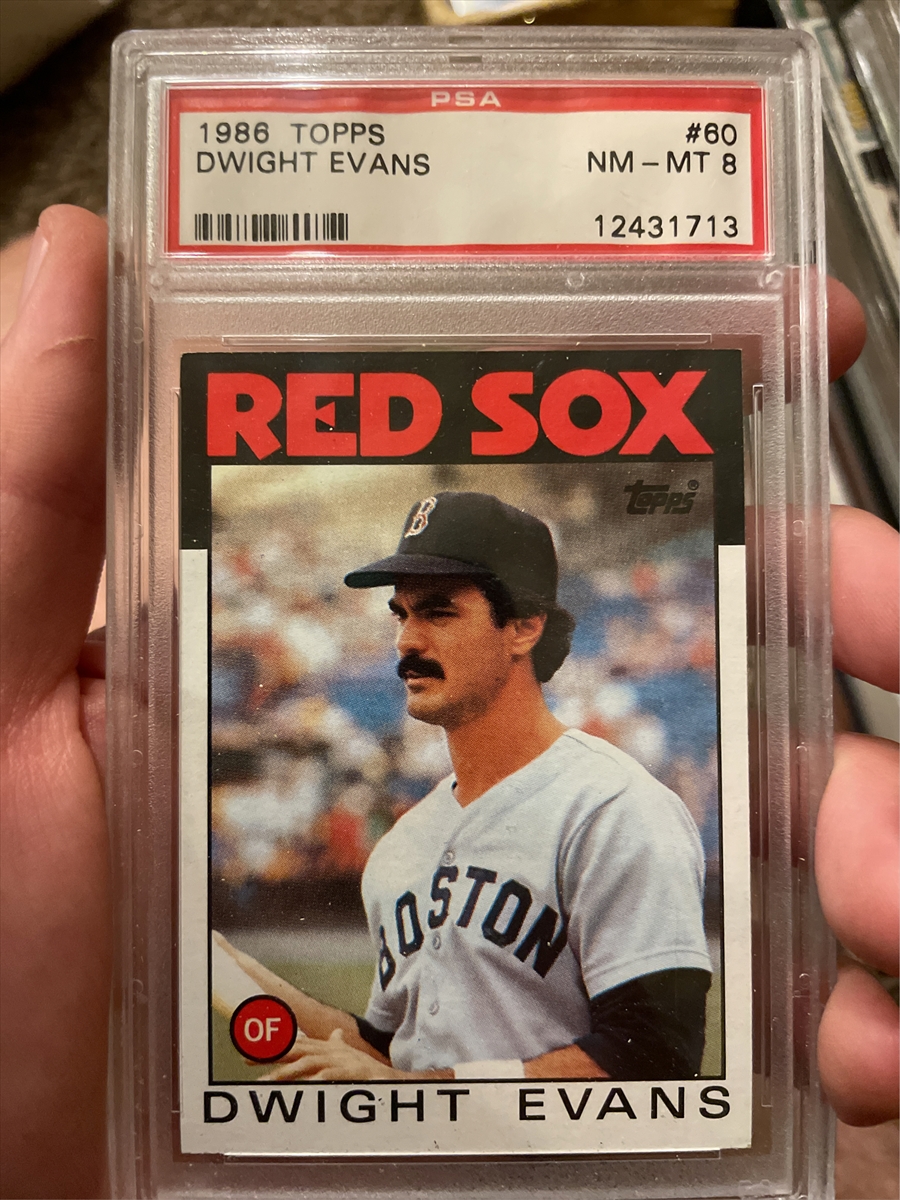 PSA
1986 TOPPS #60
DWIGHT EVANS NM – MT 8
12431713
RED SOX
Topps®
B
BOSTON
OF
DWIGHT EVANS